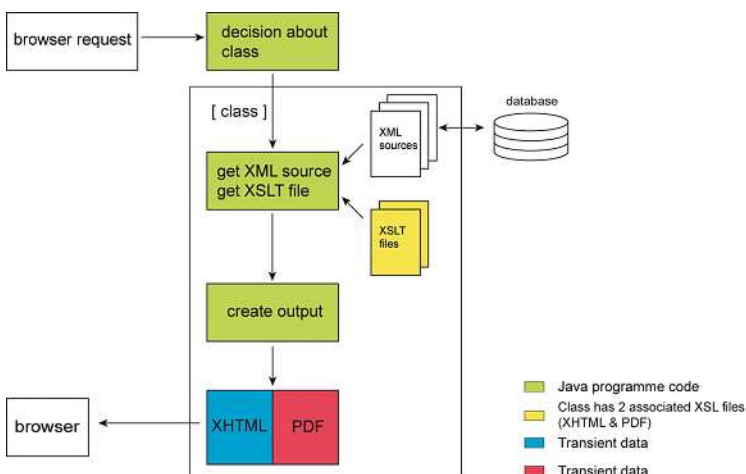 browser request
decision about
class
[ class ]
database
XML
sources
get XML source
get XSLT file
XSLT
files
create output
XHTML
PDF
browser
Java programme code
Class has 2 associated XSL files
(XHTML & PDF)
Transient data
Transient data